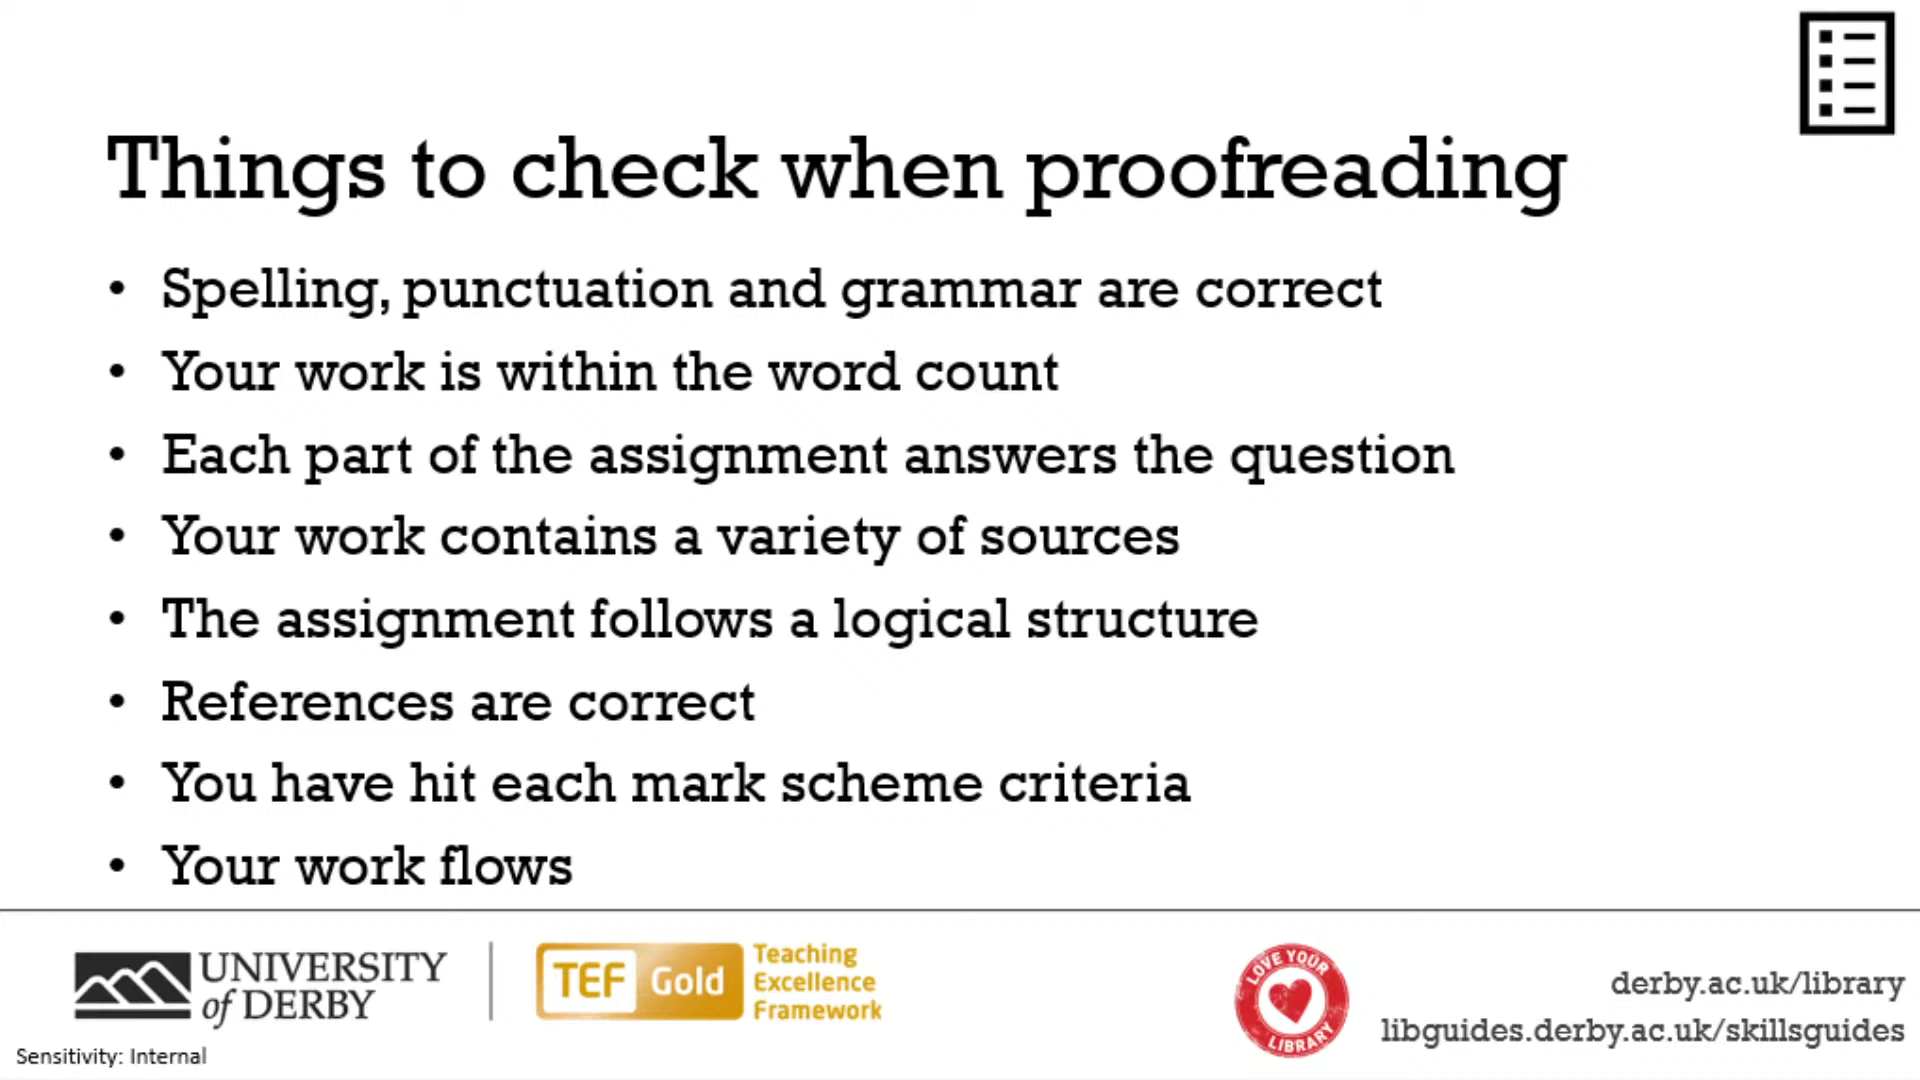 Things to check when proofreading
• Spelling, punctuation and grammar are correct
• Your work is within the word count
• Each part of the assignment answers the question
• Your work contains a variety of sources
• The assignment follows a logical structure
• References are correct
• You have hit each mark scheme criteria
• Your work flows
UNIVERSITY
of DERBY
TEF Gold
Teaching
Excellence
Framework
LOVE YOUR
LIBRARY
derby.ac.uk/library
libguides.derby.ac.uk/skillsguides
Sensitivity: Internal